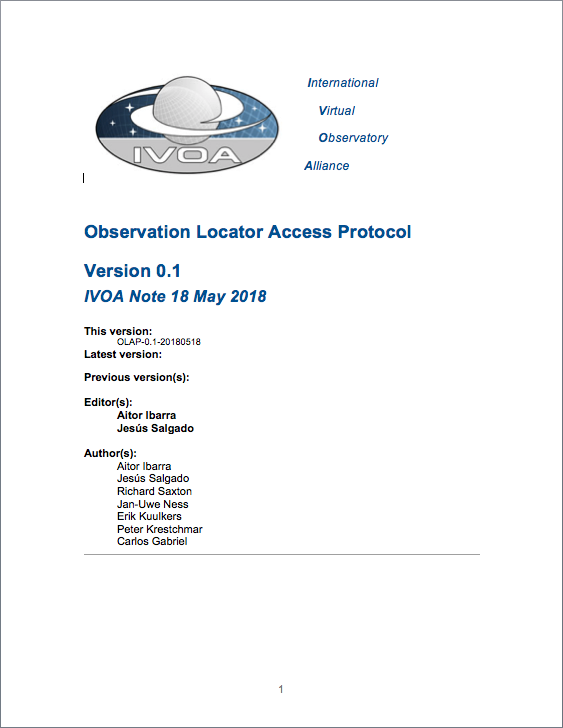 IVOA
International
Virtual
Observatory
Alliance
Observation Locator Access Protocol
Version 0.1
IVOA Note 18 May 2018
This version:
OLAP-0.1-20180518
Latest version:
Previous version(s):
Editor(s):
Aitor Ibarra
Jesús Salgado
Author(s):
Aitor Ibarra
Jesús Salgado
Richard Saxton
Jan-Uwe Ness
Erik Kuulkers
Peter Krestchmar
Carlos Gabriel
1